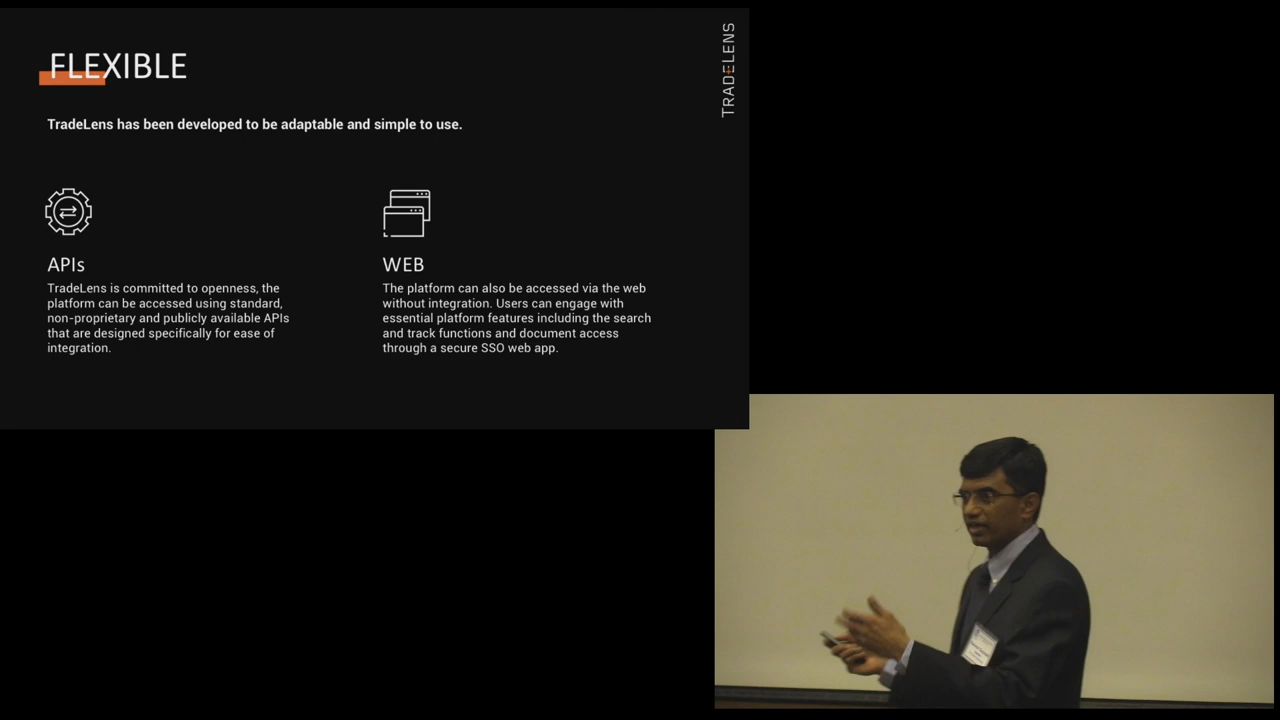 FLEXIBLE
TRADELENS
TradeLens has been developed to be adaptable and simple to use.
APIs
TradeLens is committed to openness, the
platform can be accessed using standard,
non-proprietary and publicly available APIs
that are designed specifically for ease of
integration.
WEB
The platform can also be accessed via the web
without integration. Users can engage with
essential platform features including the search
and track functions and document access
through a secure SSO web app.